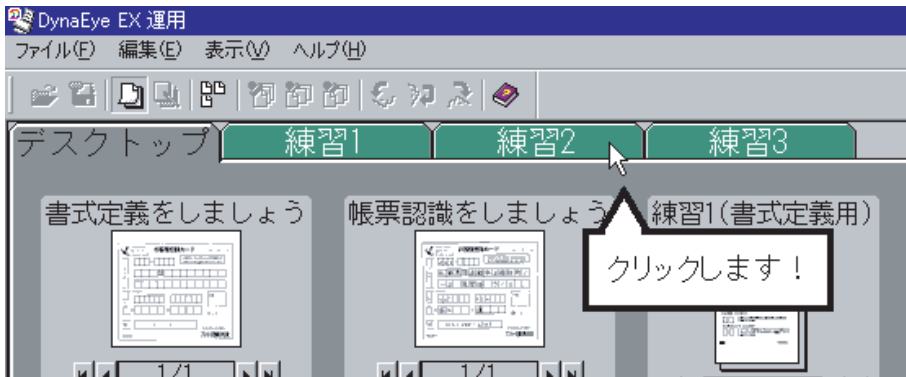 DynaEye EX 運用
ファイル(F) 編集(E) 表示(V) ヘルプ(H)
デスクトップ 練習1 練習2 練習3
書式定義をしましょう 帳票認識をしましょう 練習1(書式定義用)
クリックします!
1/1 1/1